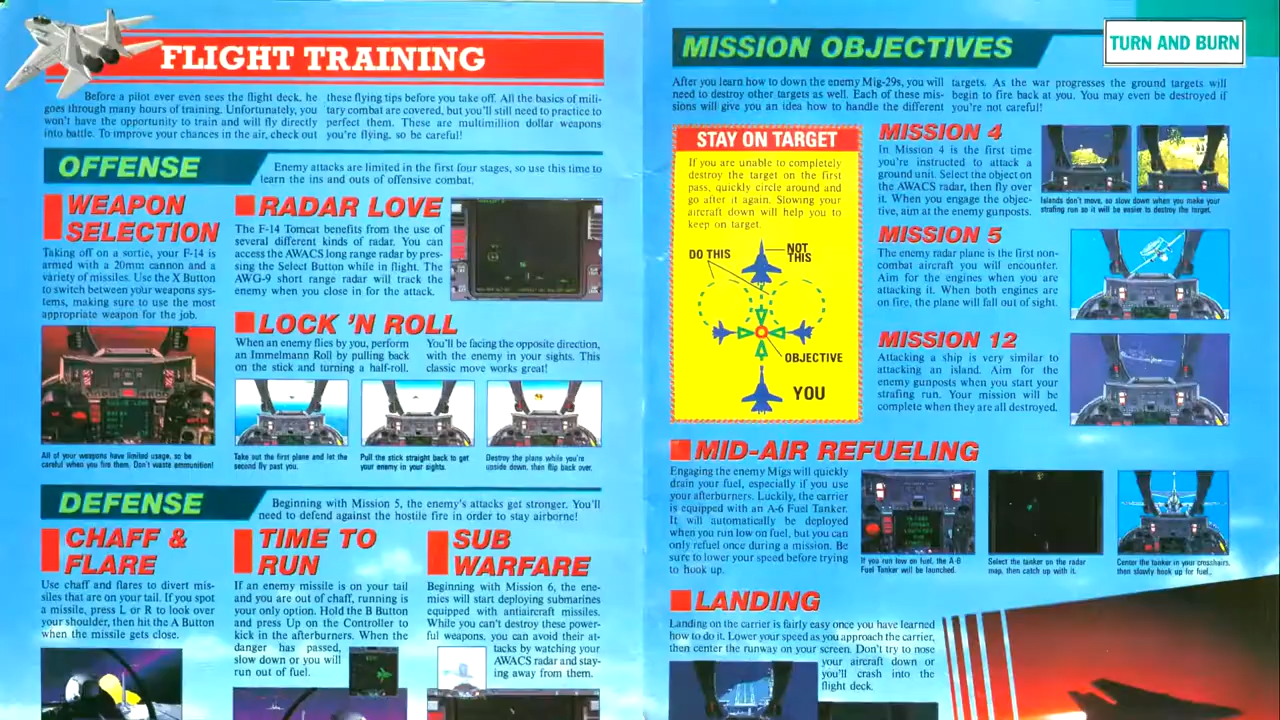 FLIGHT TRAINING
Before a pilot ever even sees the flight deck, he
goes through many hours of training. Unfortunately, you
won't have the opportunity to train and will fly directly
into battle. To improve your chances in the air, check out
these flying tips before you take off. All the basics of mili-
tary combat are covered, but you'll still need to practice to
perfect them. These are multimillion dollar weapons
you're flying, so be careful!
OFFENSE
Enemy attacks are limited in the first four stages, so use this time to
learn the ins and outs of offensive combat.
WEAPON
SELECTION
Taking off on a sortie, your F-14 is
armed with a 20mm cannon and a
variety of missiles. Use the X Button
to switch between your weapons sys-
tems, making sure to use the most
appropriate weapon for the job.
All of your weapons have limited usage, so be
careful when you fire them. Don't waste ammunition!
RADAR LOVE
The F-14 Tomcat benefits from the use of
several different kinds of radar. You can
access the AWACS long range radar by pres-
sing the Select Button while in flight. The
AWG-9 short range radar will track the
enemy when you close in for the attack.
LOCK 'N ROLL
When an enemy flies by you, perform
an Immelmann Roll by pulling back
on the stick and turning a half-roll.
You'll be facing the opposite direction,
with the enemy in your sights. This
classic move works great!
Take out the first plane and let the
second fly past you.
Pull the stick straight back to get
your enemy in your sights.
Destroy the plane while you're
upside down, then flip back over.
DEFENSE
Beginning with Mission 5, the enemy's attacks get stronger. You'll
need to defend against the hostile fire in order to stay airborne!
CHAFF &
FLARE
Use chaff and flares to divert mis-
siles that are on your tail. If you spot
a missile, press L or R to look over
your shoulder, then hit the A Button
when the missile gets close.
TIME TO
RUN
If an enemy missile is on your tail
and you are out of chaff, running is
your only option. Hold the B Button
and press Up on the Controller to
kick in the afterburners. When the
danger has passed,
slow down or you will
run out of fuel.
SUB
WARFARE
Beginning with Mission 6, the ene-
mies will start deploying submarines
equipped with antiaircraft missiles.
While you can't destroy these power-
ful weapons, you can avoid their at-
tacks by watching your
AWACS radar and stay-
ing away from them.
MISSION OBJECTIVES
TURN AND BURN
After you learn how to down the enemy Mig-29s, you will
need to destroy other targets as well. Each of these mis-
sions will give you an idea how to handle the different
targets. As the war progresses the ground targets will
begin to fire back at you. You may even be destroyed if
you're not careful!
STAY ON TARGET
If you are unable to completely
destroy the target on the first
pass, quickly circle around and
go after it again. Slowing your
aircraft down will help you to
keep on target.
DO THIS
NOT
THIS
OBJECTIVE
YOU
MISSION 4
In Mission 4 is the first time
you're instructed to attack a
ground unit. Select the object on
the AWACS radar, then fly over
it. When you engage the objec-
tive, aim at the enemy gunposts.
Islands don't move, so slow down when you make your
strafing run so it will be easier to destroy the target.
MISSION 5
The enemy radar plane is the first non-
combat aircraft you will encounter.
Aim for the engines when you are
attacking it. When both engines are
on fire, the plane will fall out of sight.
MISSION 12
Attacking a ship is very similar to
attacking an island. Aim for the
enemy gunposts when you start your
strafing run. Your mission will be
complete when they are all destroyed.
MID-AIR REFUELING
Engaging the enemy Migs will quickly
drain your fuel, especially if you use
your afterburners. Luckily, the carrier
is equipped with an A-6 Fuel Tanker.
It will automatically be deployed
when you run low on fuel, but you can
only refuel once during a mission. Be
sure to lower your speed before trying
to hook up.
If you run low on fuel, the A-6
Fuel Tanker will be launched.
Select the tanker on the radar
map, then catch up with it.
Center the tanker in your crosshairs,
then slowly hook up for fuel.
LANDING
Landing on the carrier is fairly easy once you have learned
how to do it. Lower your speed as you approach the carrier,
then center the runway on your screen. Don't try to nose
your aircraft down or
you'll crash into the
flight deck.